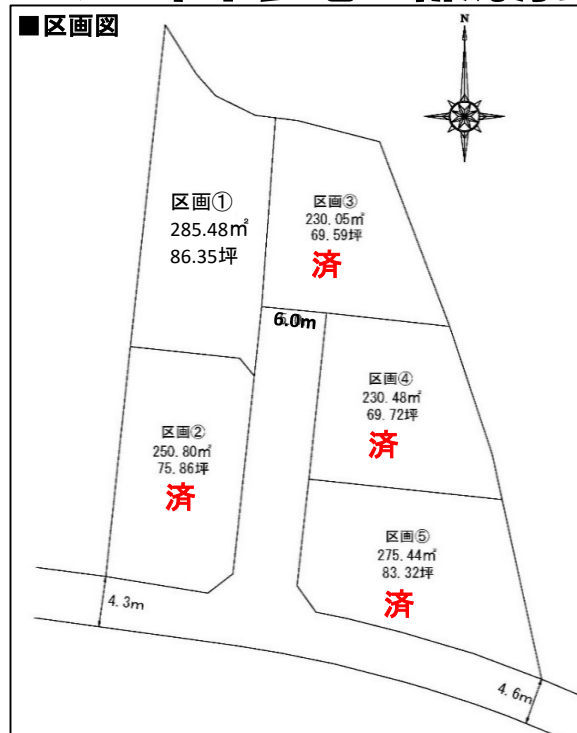 ■区画図
N
区画①
285.48㎡
86.35坪
区画③
230.05㎡
69.59坪
済
6.0m
区画④
230.48㎡
69.72坪
済
区画②
250.80㎡
75.86坪
済
区画⑤
275.44㎡
83.32坪
済
4.3m
4.6m